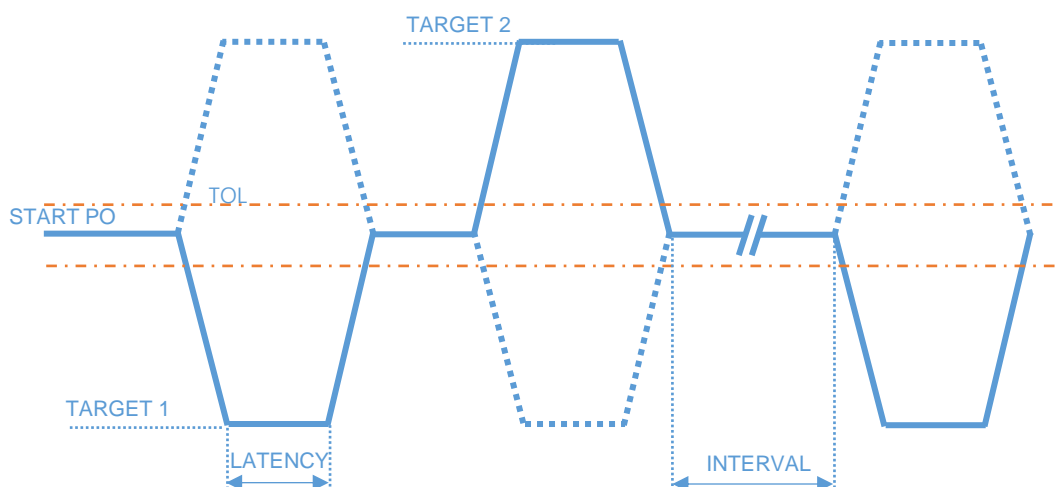 TARGET 2
TOL
START PO
TARGET 1
LATENCY
INTERVAL